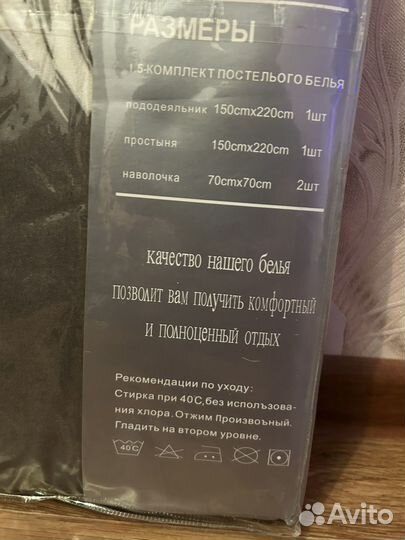 РАЗМЕРЫ
1.5-КОМПЛЕКТ ПОСТЕЛЬОГО БЕЛЬЯ
пододеяльник 150cmx220cm 1шт
простыня 150cmx220cm 1шт
наволочка 70cmx70cm 2шт
качество нашего белья
позволит вам получить комфортный
и полноценный отдых
Рекомендации по уходу:
Стирка при 40С,без использова-
ния хлора.Отжим Произвоъный.
Гладить на втором уровне.
40℃
Avito